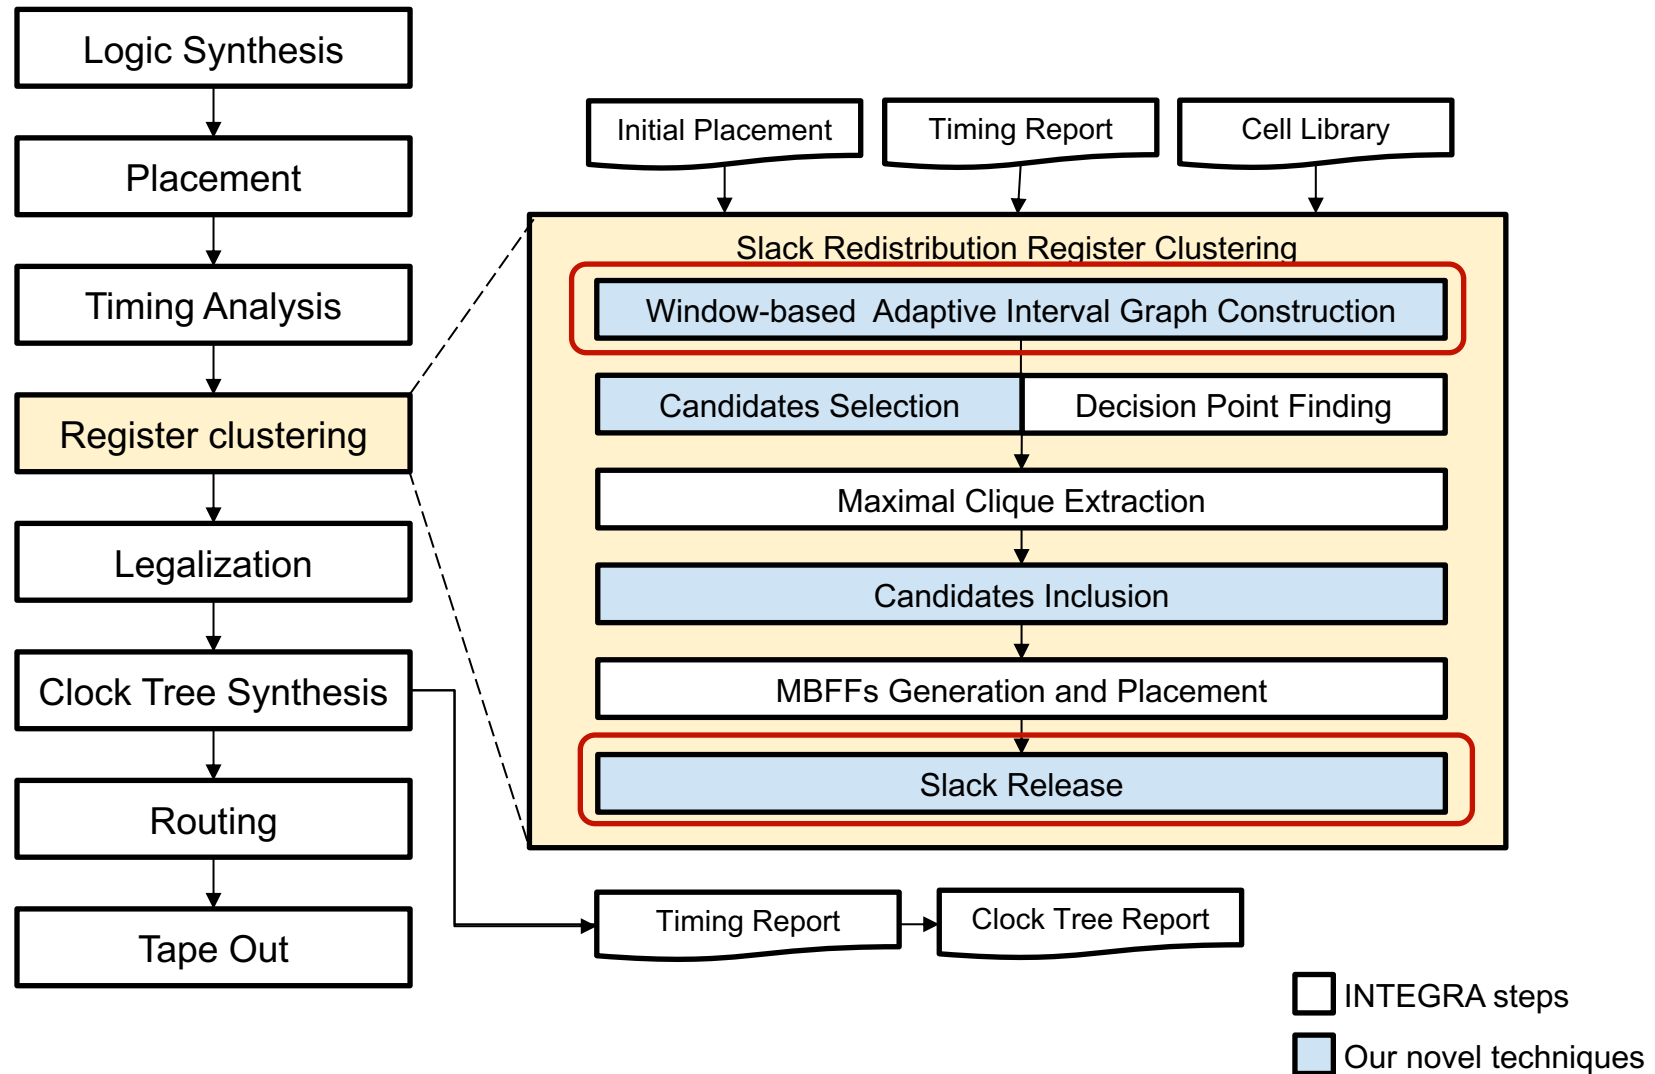 Logic Synthesis
Placement
Timing Analysis
Register clustering
Legalization
Clock Tree Synthesis
Routing
Tape Out
Initial Placement
Timing Report
Cell Library
Slack Redistribution Register Clustering
Window-based Adaptive Interval Graph Construction
Candidates Selection
Decision Point Finding
Maximal Clique Extraction
Candidates Inclusion
MBFFs Generation and Placement
Slack Release
Timing Report
Clock Tree Report
INTEGRA steps
Our novel techniques